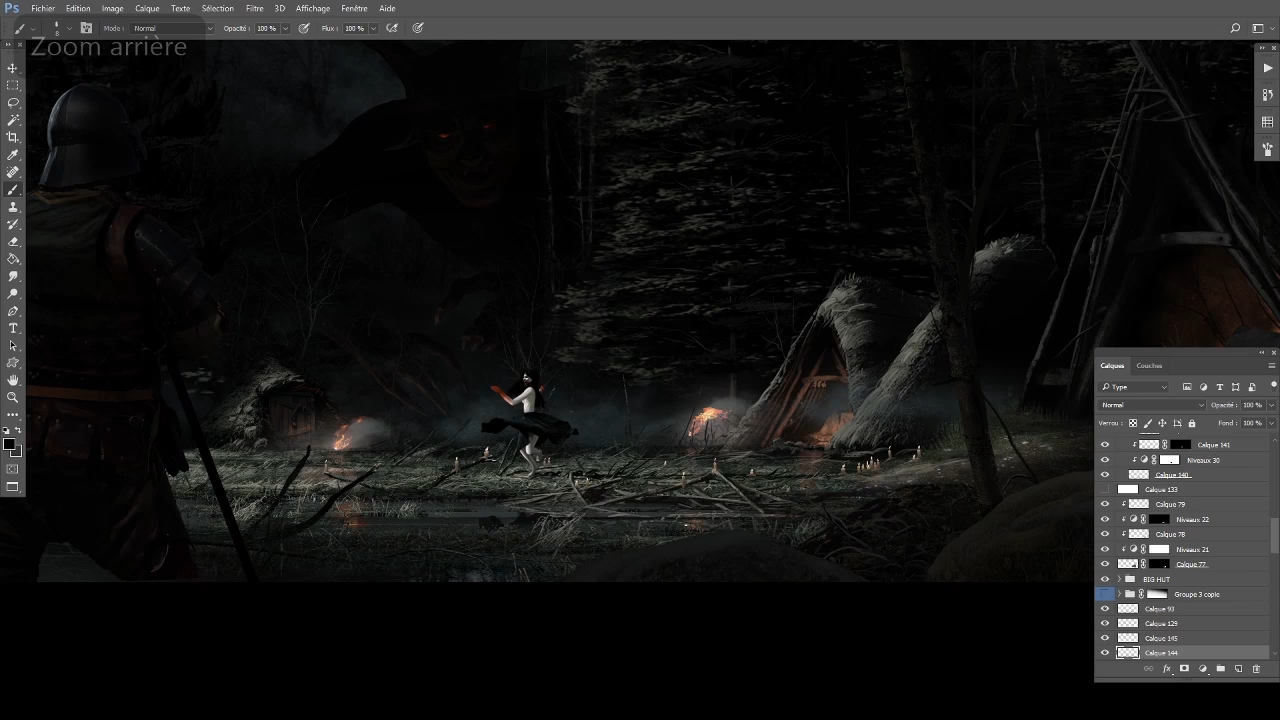 Ps Fichier Edition Image Calque Texte Sélection Filtre 3D Affichage Fenêtre Aide
8 Mode : Normal Opacité : 100 % Flux : 100 %
Zoom arrière
Calques Couches
Type
Normal Opacité : 100 %
Verrou : Fond : 100 %
Calque 141
Niveaux 30
Calque 140
Calque 133
Calque 79
Niveaux 22
Calque 78
Niveaux 21
Calque 77
BIG HUT
Groupe 3 copie
Calque 93
Calque 129
Calque 145
Calque 144
fx